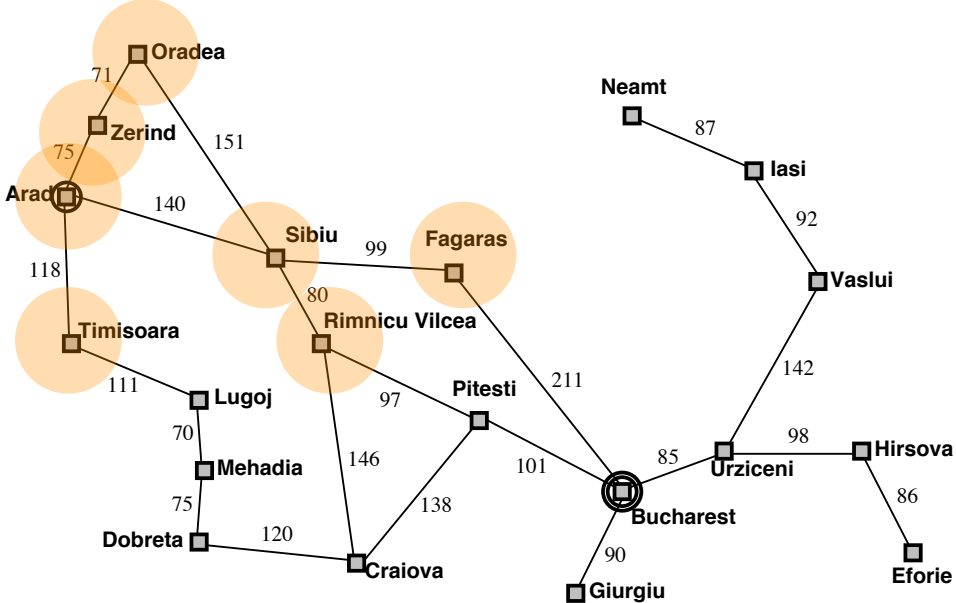 Oradea
71
Neamt
87
Zerind
151
75
Iasi
Arad
140
92
Sibiu
99
Fagaras
118
80
Vaslui
Timisoara
Rimnicu Vilcea
142
111
211
Lugoj
97
Pitesti
70
98
Hirsova
146
85
Urziceni
Mehadia
101
75
138
86
Bucharest
Dobreta
120
90
Craiova
Eforie
Giurgiu